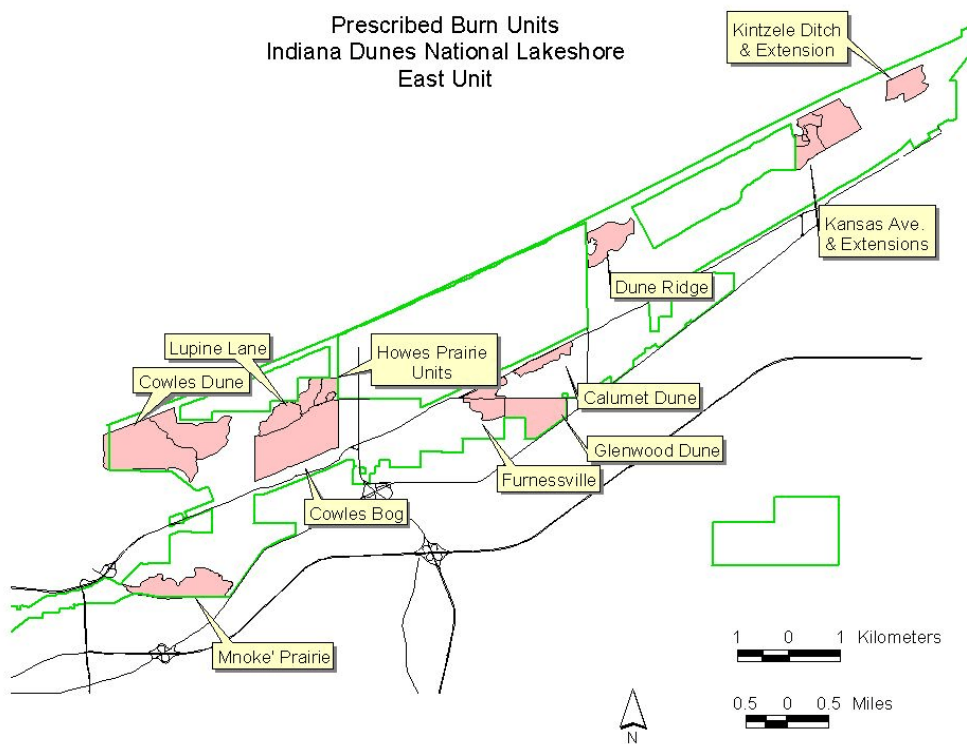 Prescribed Burn Units
Indiana Dunes National Lakeshore
East Unit
Kintzele Ditch
& Extension
Kansas Ave.
& Extensions
Dune Ridge
Lupine Lane
Howes Prairie
Units
Cowles Dune
Calumet Dune
Glenwood Dune
Furnessville
Cowles Bog
Mnoke' Prairie
1 0 1 Kilometers
0.5 0 0.5 Miles
N